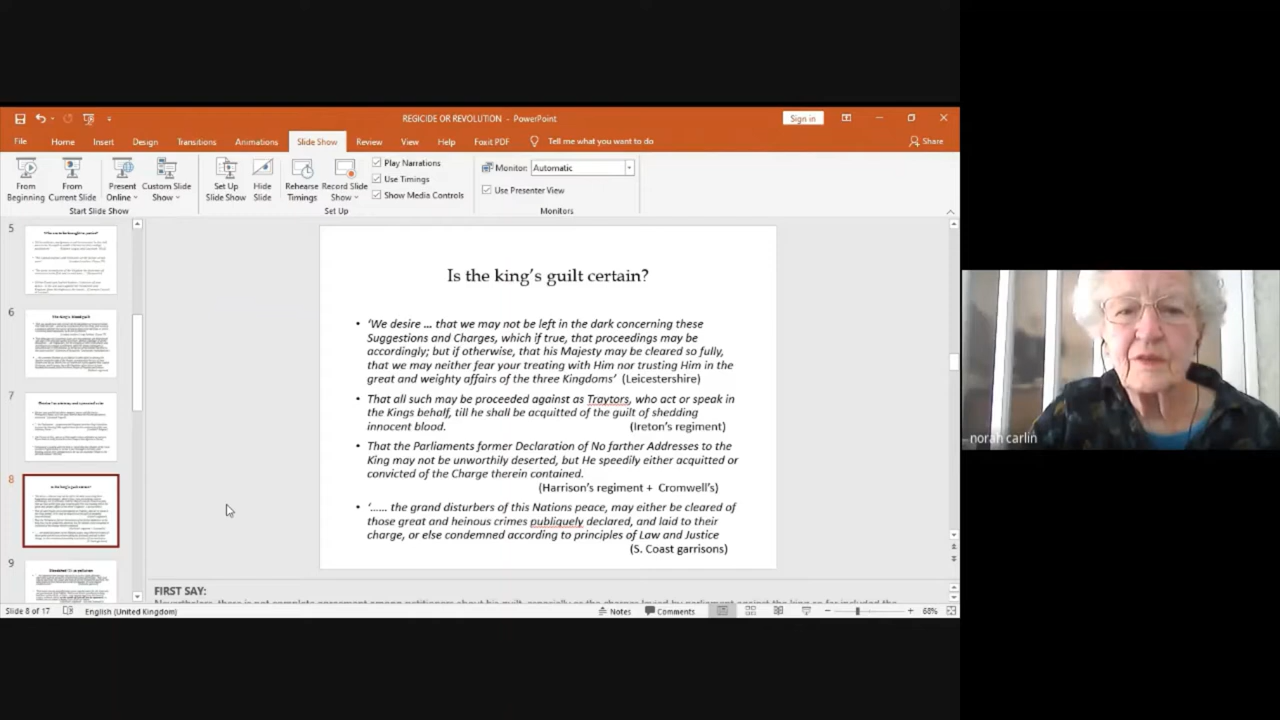 REGICIDE OR REVOLUTION - PowerPoint
Sign in
File Home Insert Design Transitions Animations Slide Show Review View Help Foxit PDF Tell me what you want to do Share
From Beginning
From Current Slide
Present Online
Custom Slide Show
Set Up Slide Show
Hide Slide
Rehearse Timings
Record Slide Show
Play Narrations
Use Timings
Show Media Controls
Monitor: Automatic
Use Presenter View
Start Slide Show Set Up Monitors
5
6
7
8
9
Is the king's guilt certain?
• 'We desire ... that we may not be left in the dark concerning these
Suggestions and Charges, which if true, that proceedings may be
accordingly; but if otherwise that his Majesty may be cleared so fully,
that we may neither fear your treating with Him nor trusting Him in the
great and weighty affairs of the three Kingdoms' (Leicestershire)
• That all such may be proceeded against as Traytors, who act or speak in
the Kings behalf, till he shall be acquitted of the guilt of shedding
innocent blood. (Ireton's regiment)
• That the Parliaments former Declaration of No farther Addresses to the
King may not be unworthily deserted, but He speedily either acquitted or
convicted of the Charge therein contained.
(Harrison's regiment + Cromwell's)
• '..... the grand disturbers of the nations peace, may either be cleared of
those great and hainous crimes publiquely declared, and laid to their
charge, or else condemned according to principles of Law and Justice
(S. Coast garrisons)
FIRST SAY:
Slide 8 of 17 English (United Kingdom) Notes Comments 68%
norah carlin